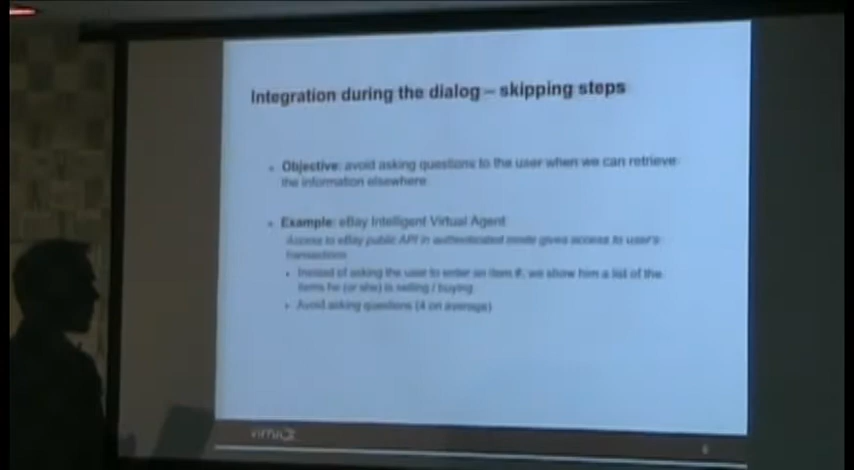 Integration during the dialog – skipping steps
• Objective: avoid asking questions to the user when we can retrieve
the information elsewhere
• Example: eBay Intelligent Virtual Agent
Access to eBay public API in authenticated mode gives access to user's
transactions
• Instead of asking the user to enter an item #, we show him a list of the
items he (or she) is selling / buying
• Avoid asking questions (4 on average)